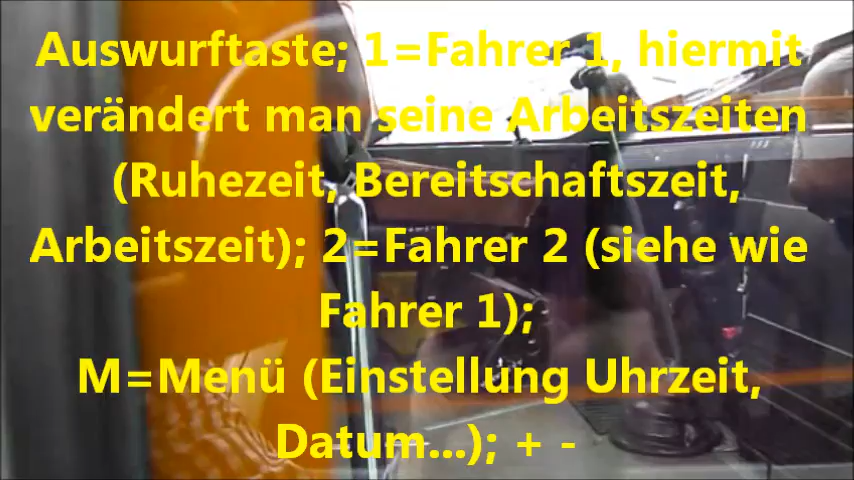 Auswurftaste; 1=Fahrer 1, hiermit
verändert man seine Arbeitszeiten
(Ruhezeit, Bereitschaftszeit,
Arbeitszeit); 2=Fahrer 2 (siehe wie
Fahrer 1);
M=Menü (Einstellung Uhrzeit,
Datum...); + -